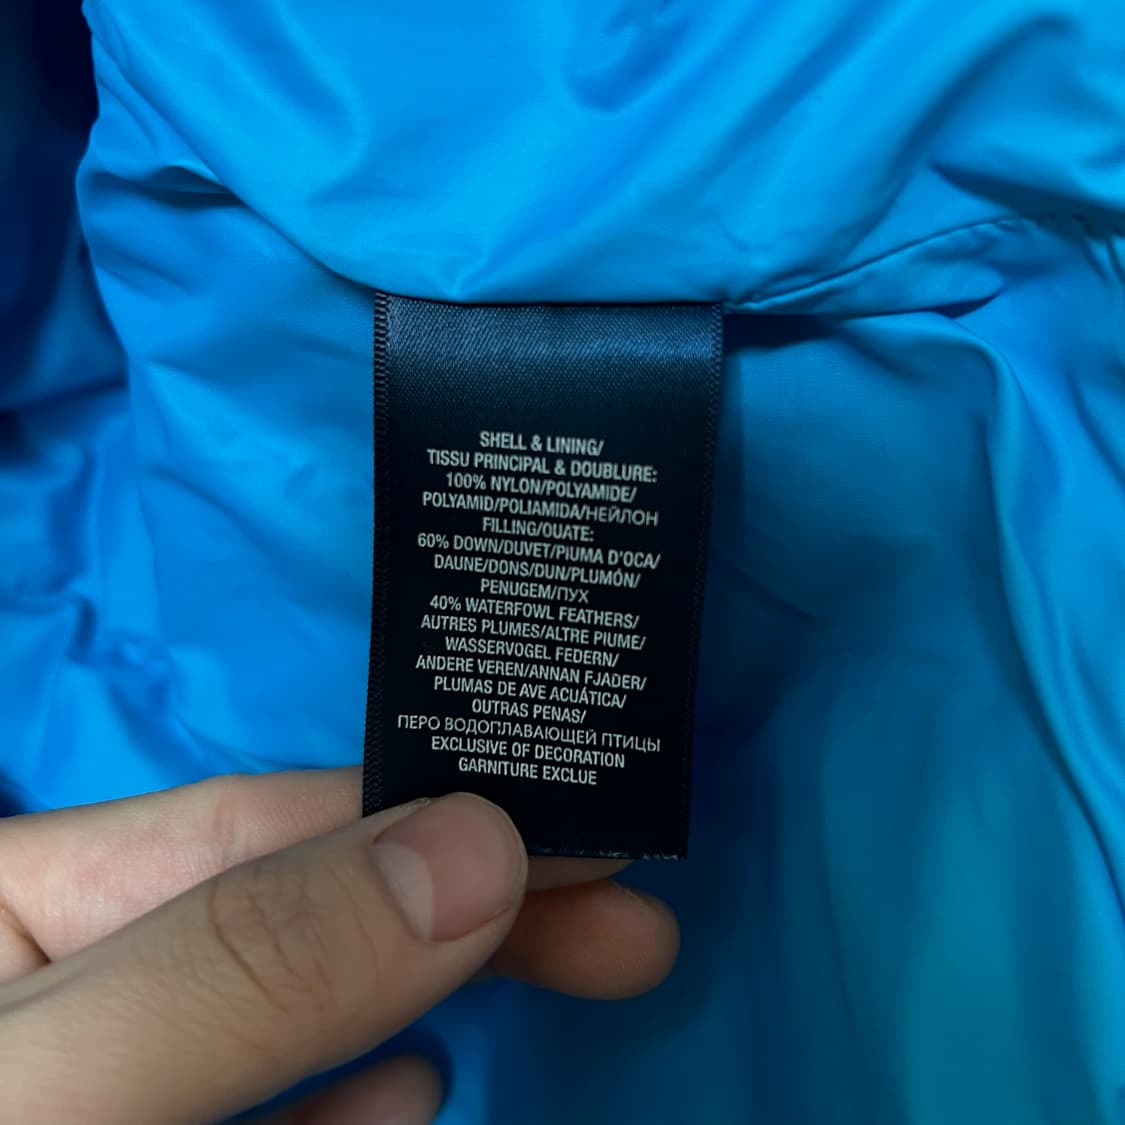 SHELL & LINING/
TISSU PRINCIPAL & DOUBLURE:
100% NYLON/POLYAMIDE/
POLYAMID/POLIAMIDA/НЕЙЛОН
FILLING/OUATE:
60% DOWN/DUVET/PIUMA D'OCA/
DAUNE/DONS/DUN/PLUMÓN/
PENUGEM/ПУХ
40% WATERFOWL FEATHERS/
AUTRES PLUMES/ALTRE PIUME/
WASSERVOGEL FEDERN/
ANDERE VEREN/ANNAN FJADER/
PLUMAS DE AVE ACUÁTICA/
OUTRAS PENAS/
ПЕРО ВОДОГЛАВАЮЩЕЙ ПТИЦЫ
EXCLUSIVE OF DECORATION
GARNITURE EXCLUE